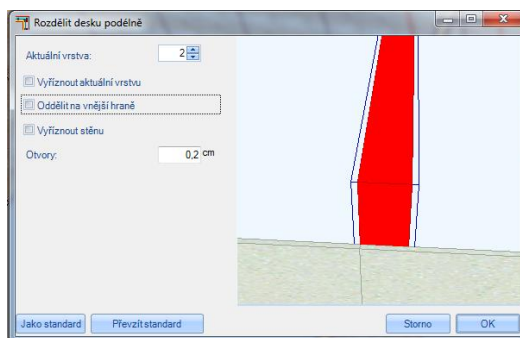 Rozdělit desku podélně
Aktuální vrstva: 2
Vyříznout aktuální vrstvu
Oddělit na vnější hraně
Vyříznout stěnu
Otvory: 0,2 cm
Jako standard Převzít standard Storno OK